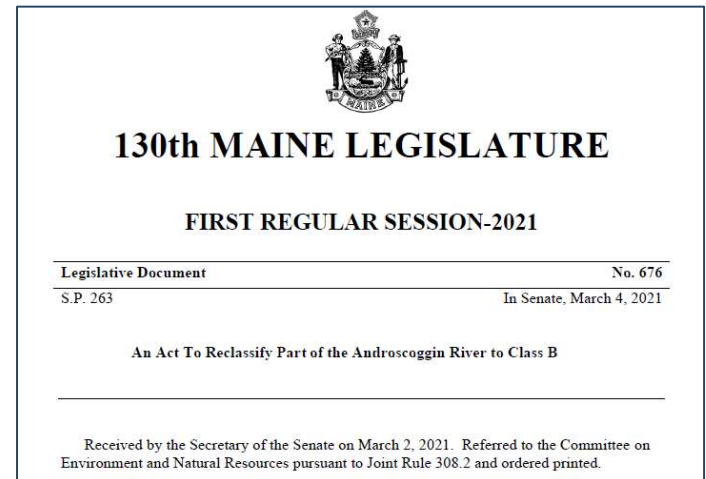 MAINE
130th MAINE LEGISLATURE
FIRST REGULAR SESSION-2021
Legislative Document No. 676
S.P. 263 In Senate, March 4, 2021
An Act To Reclassify Part of the Androscoggin River to Class B
Received by the Secretary of the Senate on March 2, 2021. Referred to the Committee on
Environment and Natural Resources pursuant to Joint Rule 308.2 and ordered printed.